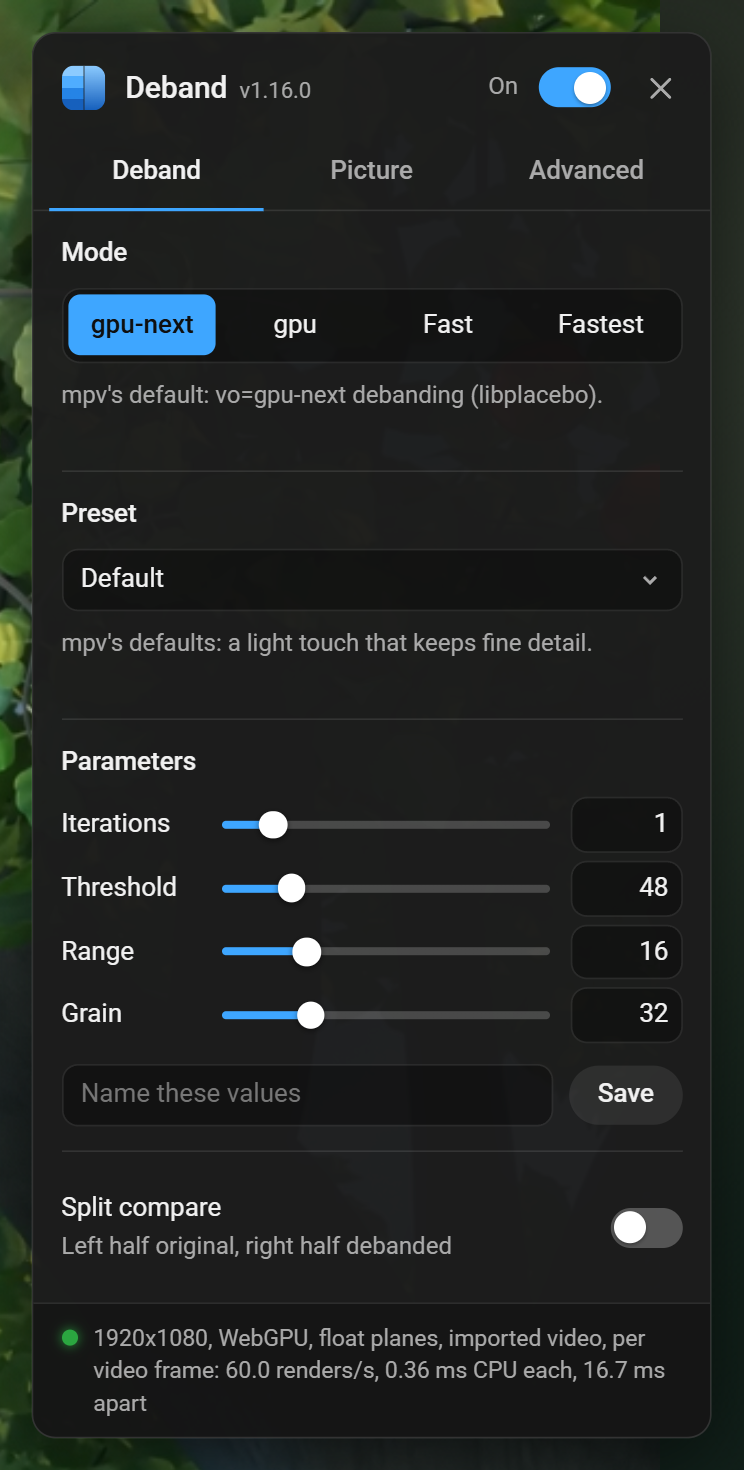 Deband v1.16.0 On
Deband Picture Advanced
Mode
gpu-next gpu Fast Fastest
mpv's default: vo=gpu-next debanding (libplacebo).
Preset
Default
mpv's defaults: a light touch that keeps fine detail.
Parameters
Iterations 1
Threshold 48
Range 16
Grain 32
Name these values Save
Split compare
Left half original, right half debanded
1920x1080, WebGPU, float planes, imported video, per
video frame: 60.0 renders/s, 0.36 ms CPU each, 16.7 ms
apart